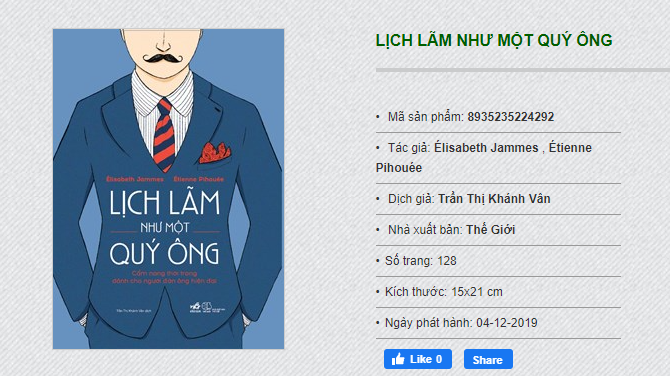 LỊCH LÃM NHƯ MỘT QUÝ ÔNG
Élisabeth Jammes Étienne Pihouée
LỊCH LÃM
NHƯ MỘT
QUÝ ÔNG
Cẩm nang thời trang
dành cho người đàn ông hiện đại
• Mã sản phẩm: 8935235224292
• Tác giả: Élisabeth Jammes , Étienne
Pihouée
• Dịch giả: Trần Thị Khánh Vân
• Nhà xuất bản: Thế Giới
• Số trang: 128
• Kích thước: 15x21 cm
• Ngày phát hành: 04-12-2019
Like 0 Share